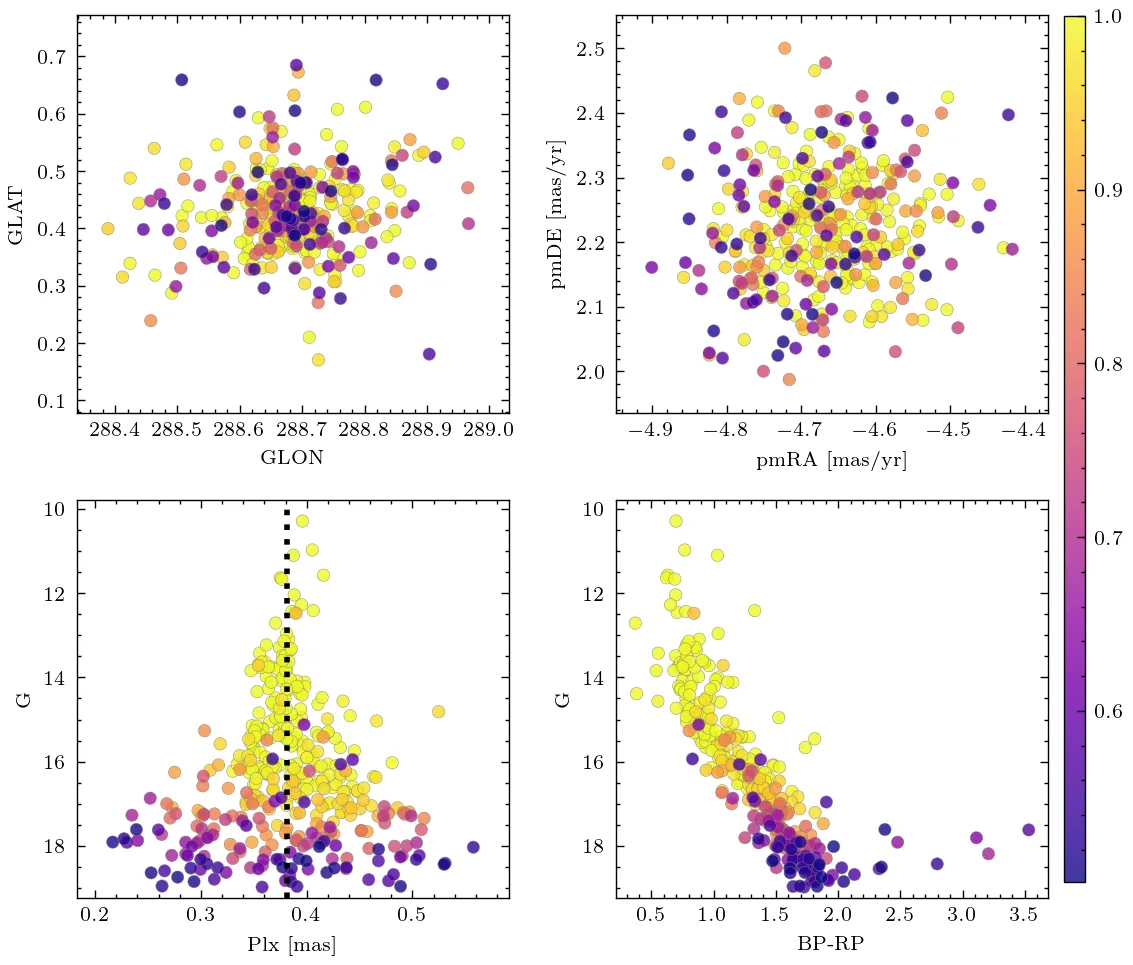 0.7
0.6
0.5
0.4
0.3
0.2
0.1
GLAT
288.4 288.5 288.6 288.7 288.8 288.9 289.0
GLON
2.5
2.4
2.3
2.2
2.1
2.0
pmDE [mas/yr]
−4.9 −4.8 −4.7 −4.6 −4.5 −4.4
pmRA [mas/yr]
1.0
0.9
0.8
0.7
0.6
10
12
14
16
18
G
0.2 0.3 0.4 0.5
Plx [mas]
10
12
14
16
18
G
0.5 1.0 1.5 2.0 2.5 3.0 3.5
BP-RP